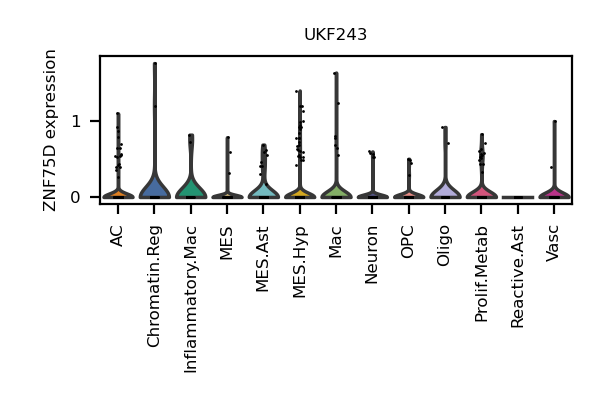 UKF243
ZNF75D expression
1
0
AC
Chromatin.Reg
Inflammatory.Mac
MES
MES.Ast
MES.Hyp
Mac
Neuron
OPC
Oligo
Prolif.Metab
Reactive.Ast
Vasc